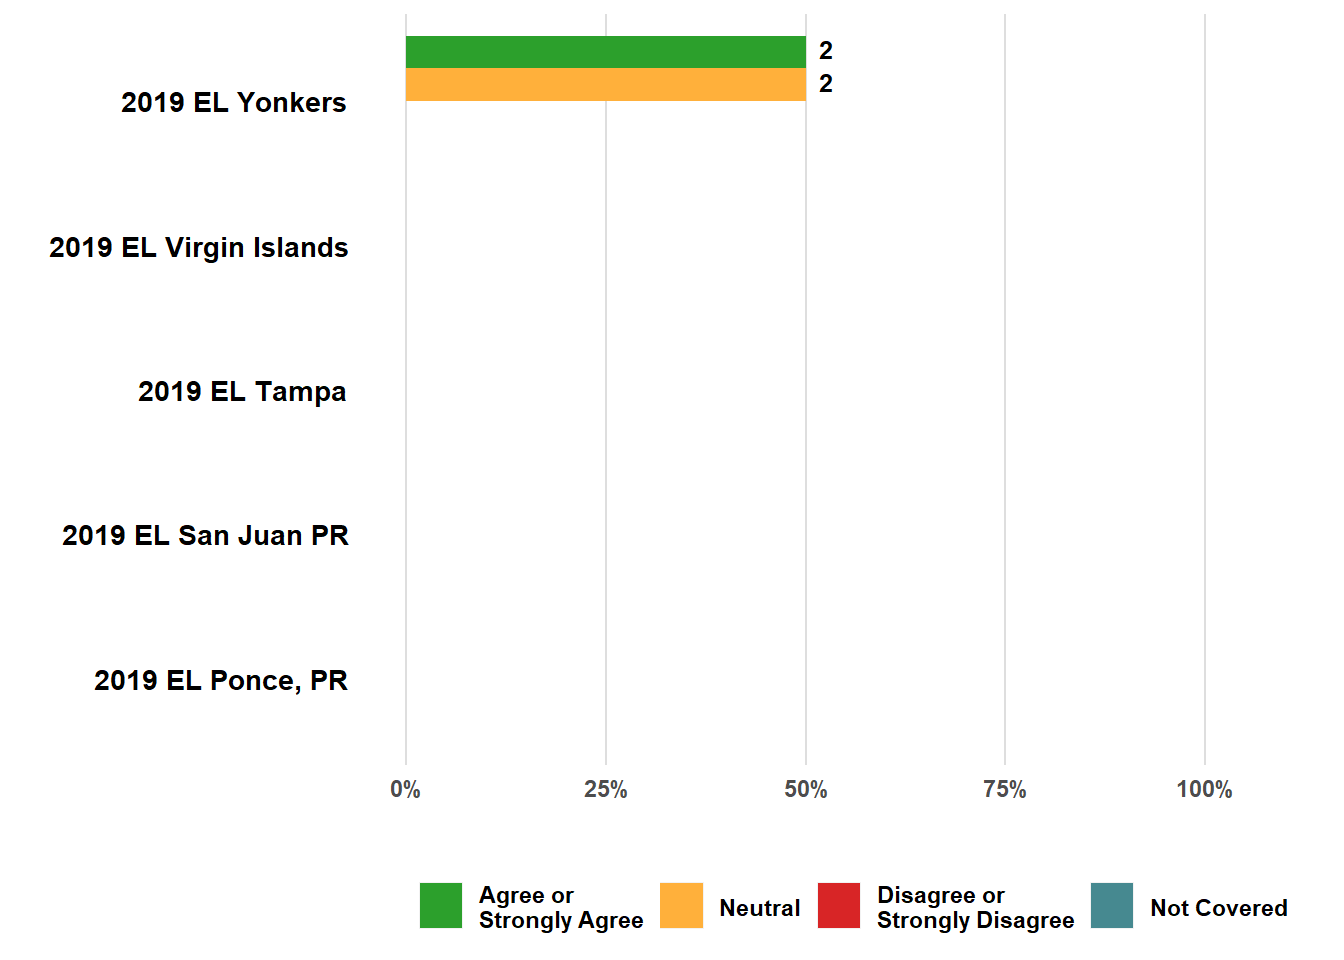 2
2
2019 EL Yonkers
2019 EL Virgin Islands
2019 EL Tampa
2019 EL San Juan PR
2019 EL Ponce, PR
0% 25% 50% 75% 100%
Agree or
Strongly Agree
Neutral
Disagree or
Strongly Disagree
Not Covered